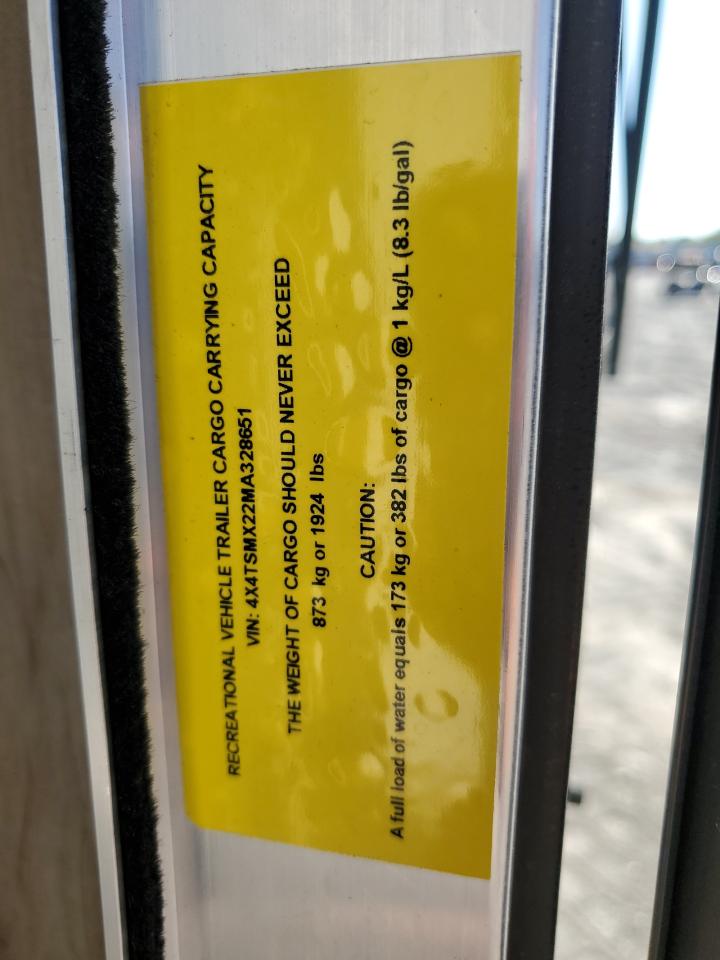 RECREATIONAL VEHICLE TRAILER CARGO CARRYING CAPACITY
VIN: 4X4TSMX22MA328651
THE WEIGHT OF CARGO SHOULD NEVER EXCEED
873 kg or 1924 lbs
CAUTION:
A full load of water equals 173 kg or 382 lbs of cargo @ 1 kg/L (8.3 lb/gal)